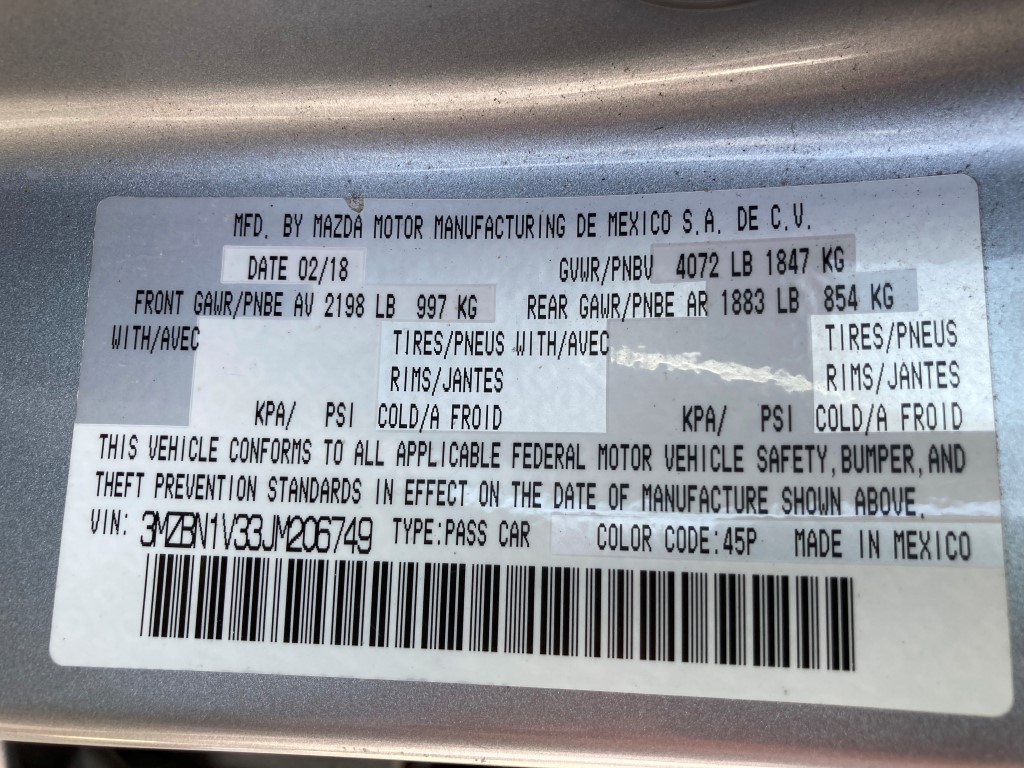 MFD. BY MAZDA MOTOR MANUFACTURING DE MEXICO S.A. DE C.V.
DATE 02/18 GVWR/PNBV 4072 LB 1847 KG
FRONT GAWR/PNBE AV 2198 LB 997 KG REAR GAWR/PNBE AR 1883 LB 854 KG
WITH/AVEC TIRES/PNEUS WITH/AVEC TIRES/PNEUS
RIMS/JANTES RIMS/JANTES
KPA/ PSI COLD/A FROID KPA/ PSI COLD/A FROID
THIS VEHICLE CONFORMS TO ALL APPLICABLE FEDERAL MOTOR VEHICLE SAFETY,BUMPER,AND
THEFT PREVENTION STANDARDS IN EFFECT ON THE DATE OF MANUFACTURE SHOWN ABOVE.
VIN: 3MZBN1V33JM206749 TYPE:PASS CAR COLOR CODE:45P MADE IN MEXICO